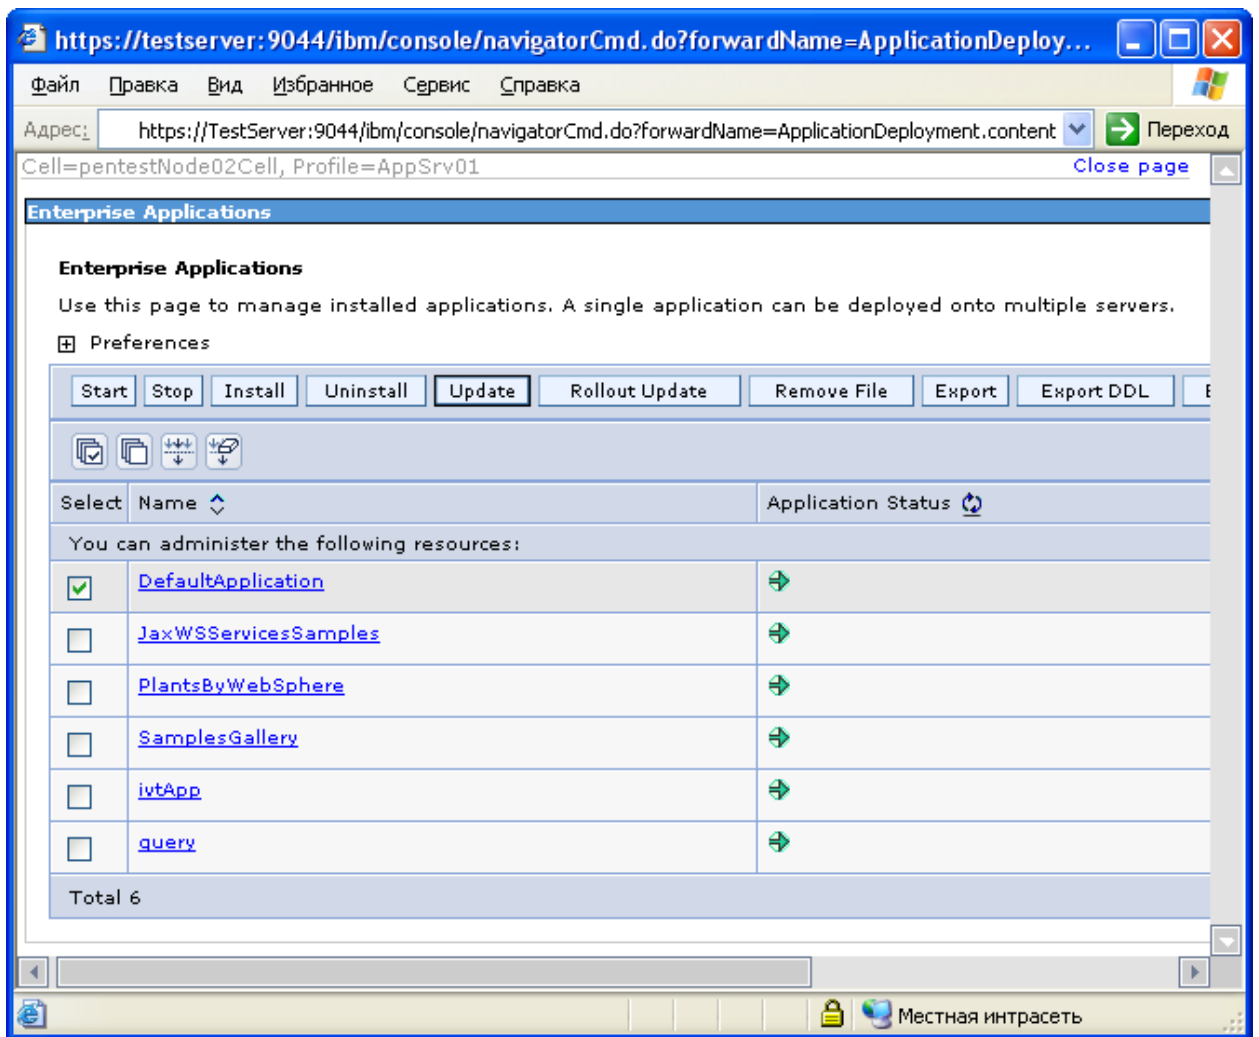 https://testserver:9044/ibm/console/navigatorCmd.do?forwardName=ApplicationDeploy...
Файл Правка Вид Избранное Сервис Справка
Адрес: https://TestServer:9044/ibm/console/navigatorCmd.do?forwardName=ApplicationDeployment.content Переход
Cell=pentestNode02Cell, Profile=AppSrv01 Close page
Enterprise Applications
Enterprise Applications
Use this page to manage installed applications. A single application can be deployed onto multiple servers.
Preferences
Start Stop Install Uninstall Update Rollout Update Remove File Export Export DDL
Select Name Application Status
You can administer the following resources:
DefaultApplication
JaxWSServicesSamples
PlantsByWebSphere
SamplesGallery
ivtApp
query
Total 6
Местная интрасеть